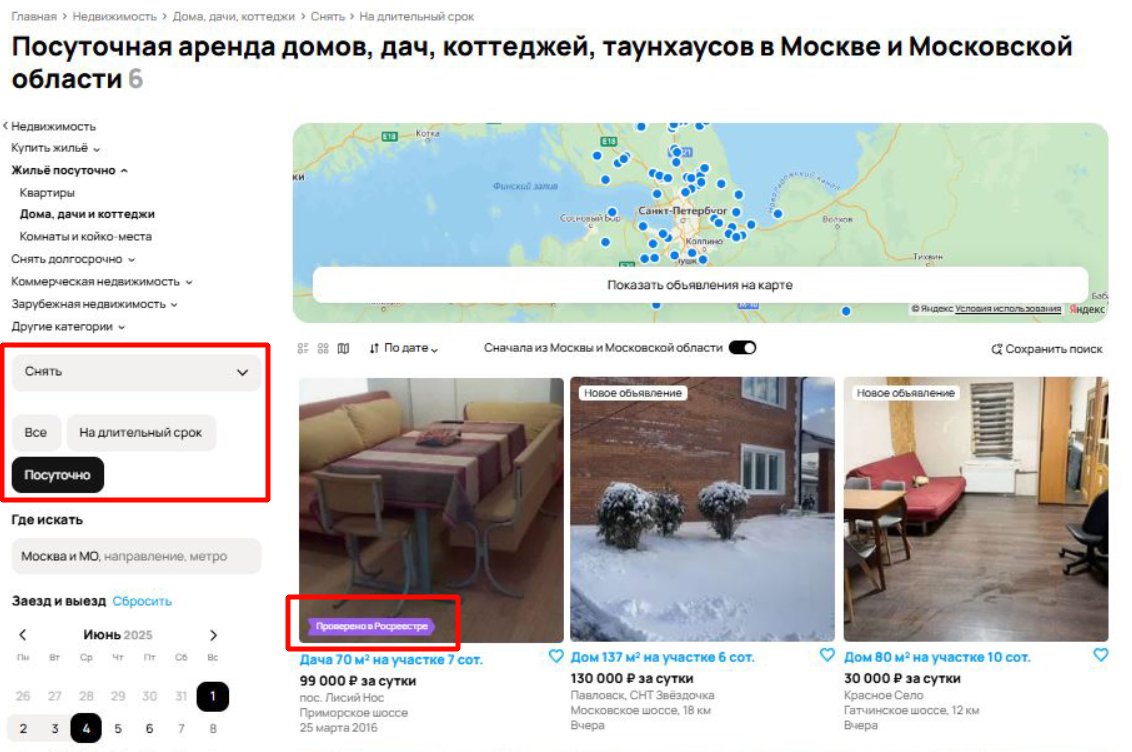 Главная > Недвижимость > Дома, дачи, коттеджи > Снять > На длительный срок
Посуточная аренда домов, дач, коттеджей, таунхаусов в Москве и Московской
области 6
Недвижимость
Купить жильё
Жильё посуточно
Квартиры
Дома, дачи и коттеджи
Комнаты и койко-места
Снять долгосрочно
Коммерческая недвижимость
Зарубежная недвижимость
Другие категории
Снять
Все
На длительный срок
Посуточно
Где искать
Москва и МО, направление, метро
Заезд и выезд Сбросить
Июнь 2025
Пн Вт Ср Чт Пт Сб Вс
26 27 28 29 30 31 1
2 3 4 5 6 7 8
E18
Котка
E18
ки
Финский залив
Сосновый Бор
Санкт-Петербург
Волхов
Колпино
Тихвин
Показать объявления на карте
Баб
© Яндекс Условия использования Яндекс
По дате
Сначала из Москвы и Московской области
Сохранить поиск
Проверено в Росреестре
Дача 70 м² на участке 7 сот.
99 000 ₽ за сутки
пос. Лисий Нос
Приморское шоссе
25 марта 2016
Новое объявление
Дом 137 м² на участке 6 сот.
130 000 ₽ за сутки
Павловск, СНТ Звёздочка
Московское шоссе, 18 км
Вчера
Новое объявление
Дом 80 м² на участке 10 сот.
30 000 ₽ за сутки
Красное Село
Гатчинское шоссе, 12 км
Вчера